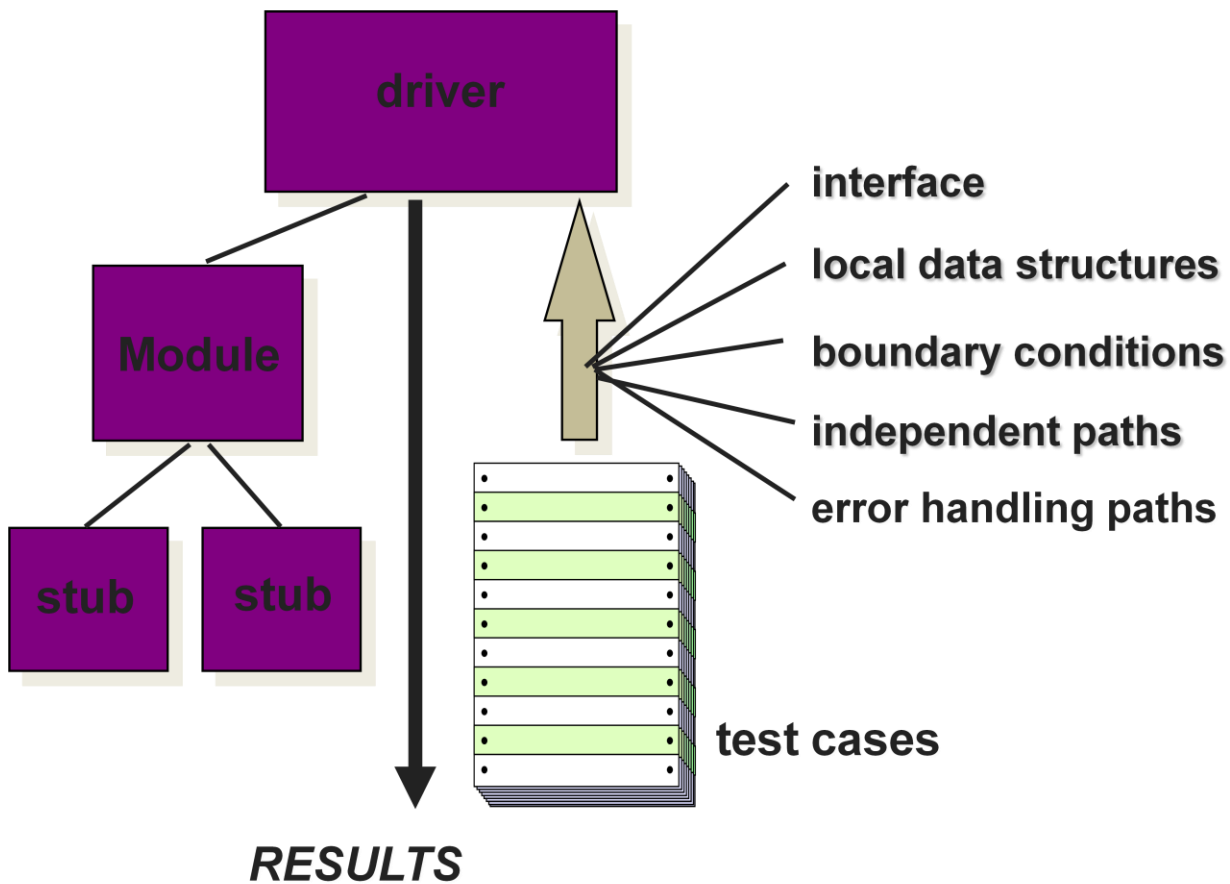 driver
interface
local data structures
Module
boundary conditions
independent paths
error handling paths
stub
stub
test cases
RESULTS